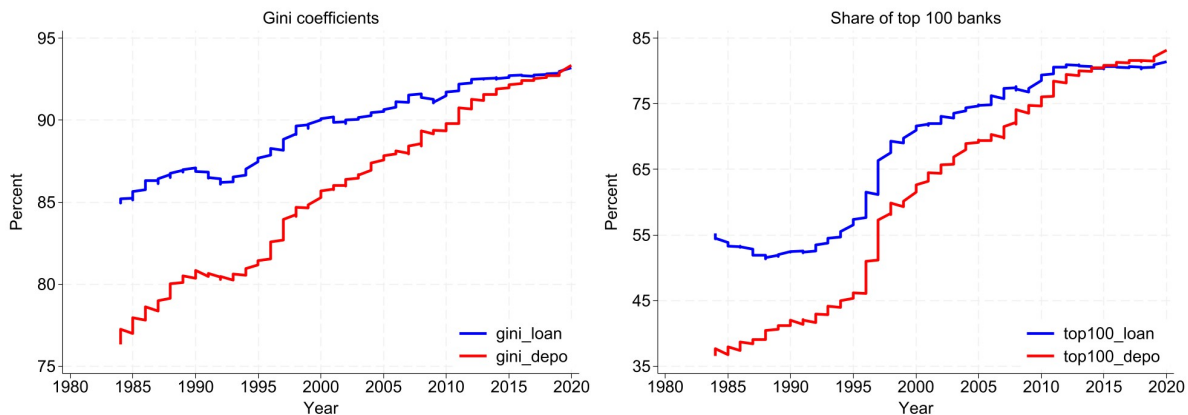 Gini coefficients
95
90
85
80
75
Percent
1980 1985 1990 1995 2000 2005 2010 2015 2020
Year
gini_loan
gini_depo
Share of top 100 banks
85
75
65
55
45
35
Percent
1980 1985 1990 1995 2000 2005 2010 2015 2020
Year
top100_loan
top100_depo